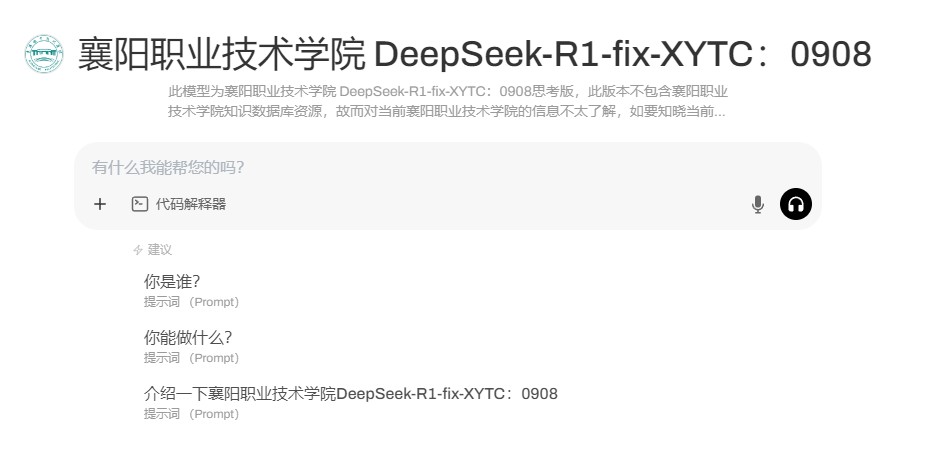 襄阳职业技术学院 DeepSeek-R1-fix-XYTC：0908
此模型为襄阳职业技术学院 DeepSeek-R1-fix-XYTC：0908思考版，此版本不包含襄阳职业
技术学院知识数据库资源，故而对当前襄阳职业技术学院的信息不太了解，如要知晓当前...
有什么我能帮您的吗？
代码解释器
建议
你是谁？
提示词 （Prompt）
你能做什么？
提示词 （Prompt）
介绍一下襄阳职业技术学院DeepSeek-R1-fix-XYTC：0908
提示词 （Prompt）